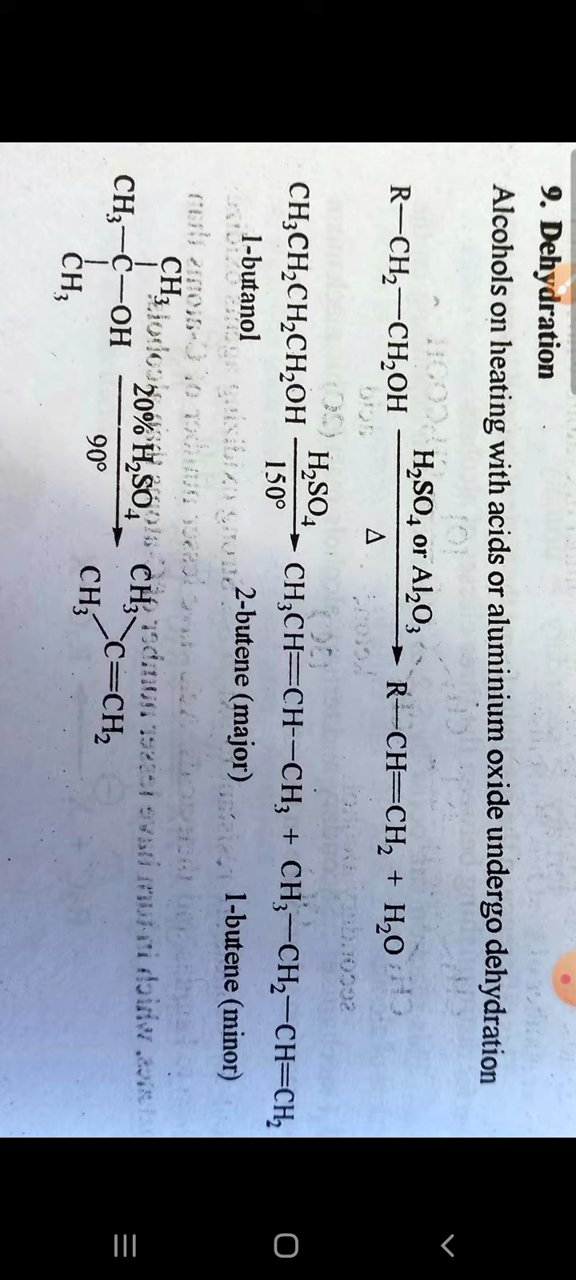 9. Dehydration
Alcohols on heating with acids or aluminium oxide undergo dehydration
H₂SO₄ or Al₂O₃
R—CH₂—CH₂OH ⟶ R—CH=CH₂ + H₂O
Δ
H₂SO₄
CH₃CH₂CH₂CH₂OH ⟶ CH₃CH=CH—CH₃ + CH₃—CH₂—CH=CH₂
150°
1-butanol 2-butene (major) 1-butene (minor)
CH₃
20% H₂SO₄ CH₃
CH₃—C—OH ⟶ C=CH₂
90° CH₃
CH₃